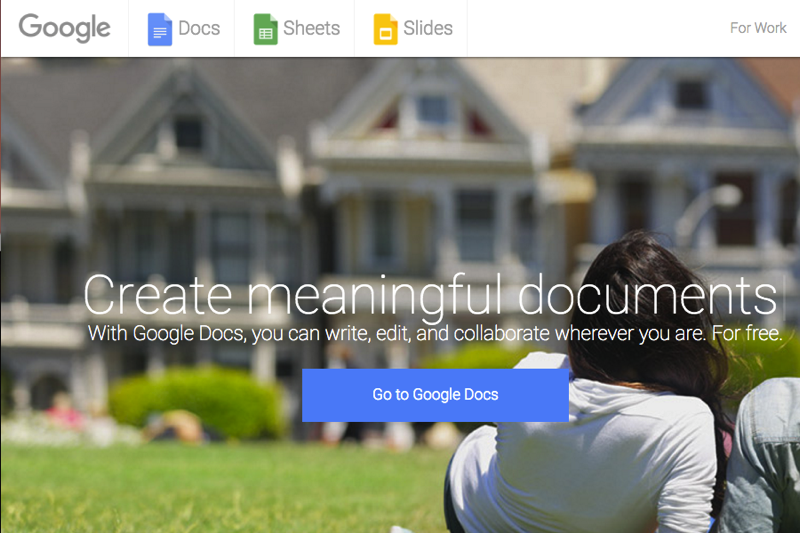 Google Docs Sheets Slides For Work
Create meaningful documents
With Google Docs, you can write, edit, and collaborate wherever you are. For free.
Go to Google Docs